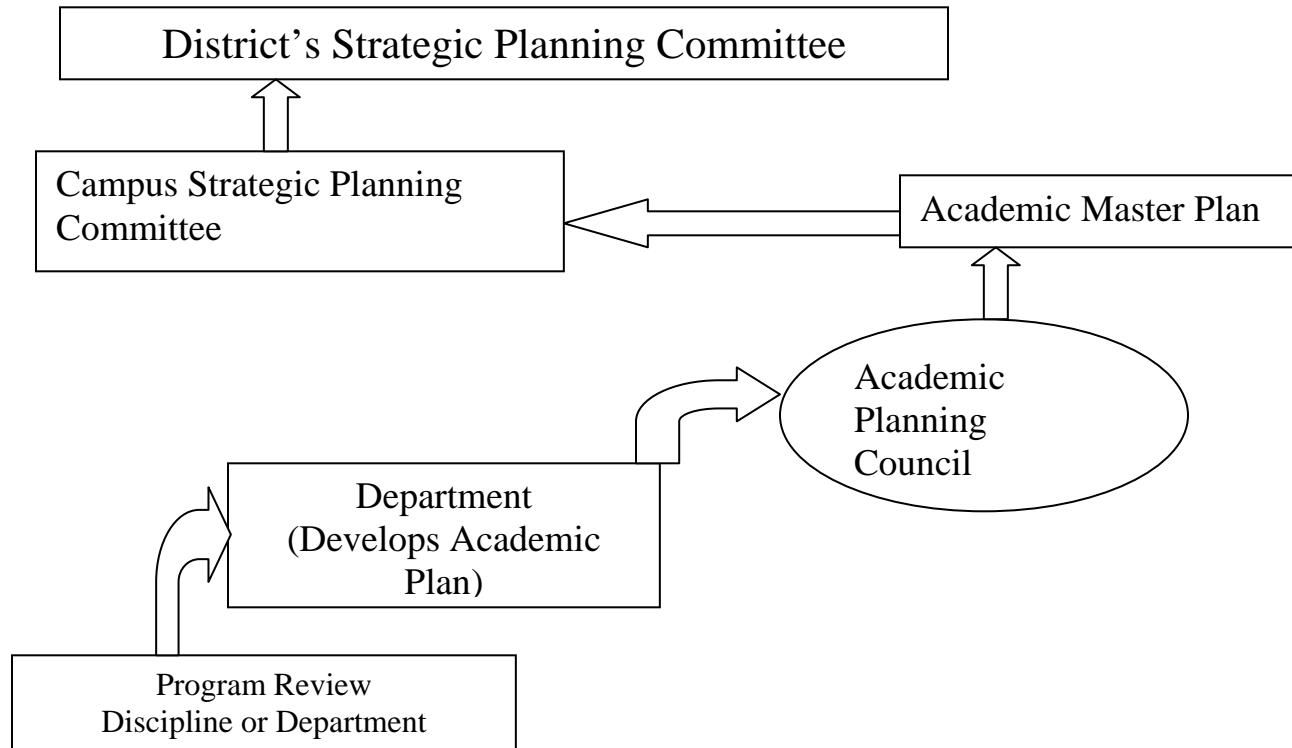 District’s Strategic Planning Committee
Campus Strategic Planning
Committee
Academic Master Plan
Academic
Planning
Council
Department
(Develops Academic
Plan)
Program Review
Discipline or Department